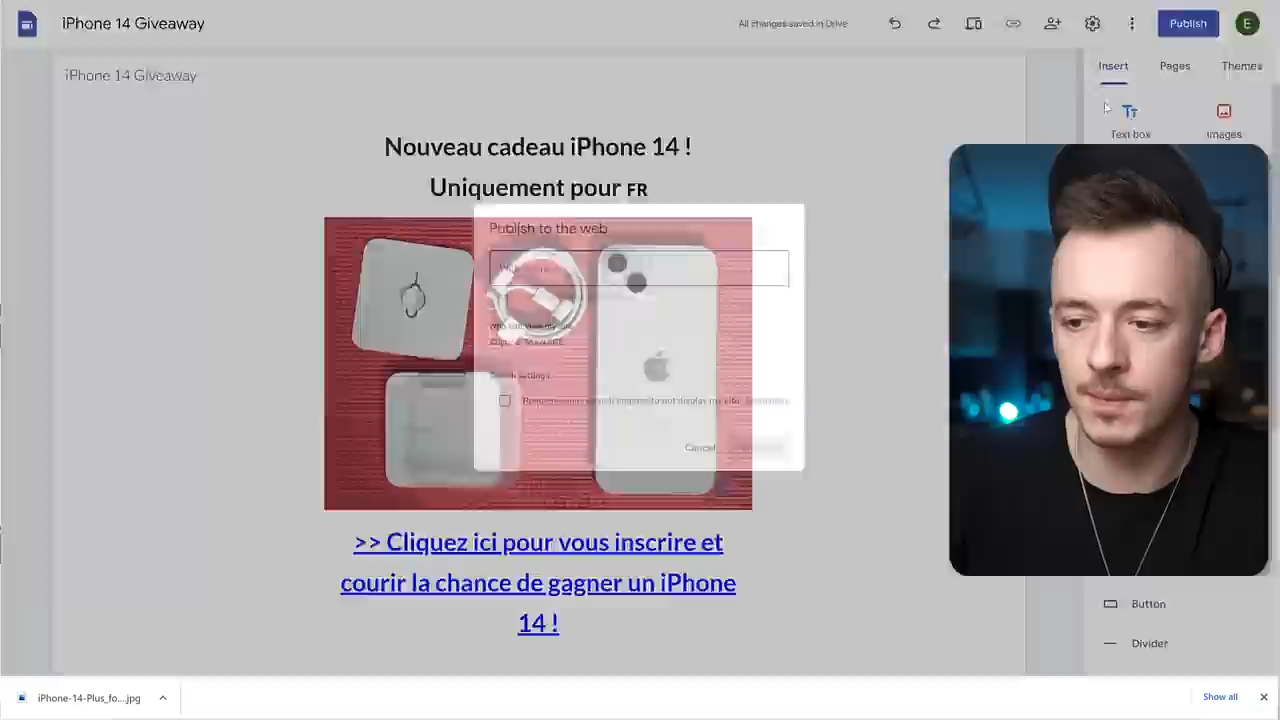 iPhone 14 Giveaway
All changes saved in Drive
Publish
E
iPhone 14 Giveaway
Insert
Pages
Themes
Text box
Images
Nouveau cadeau iPhone 14 !
Uniquement pour FR
Publish to the web
Cancel
>> Cliquez ici pour vous inscrire et
courir la chance de gagner un iPhone
14 !
Button
Divider
iPhone-14-Plus_fo....jpg
Show all